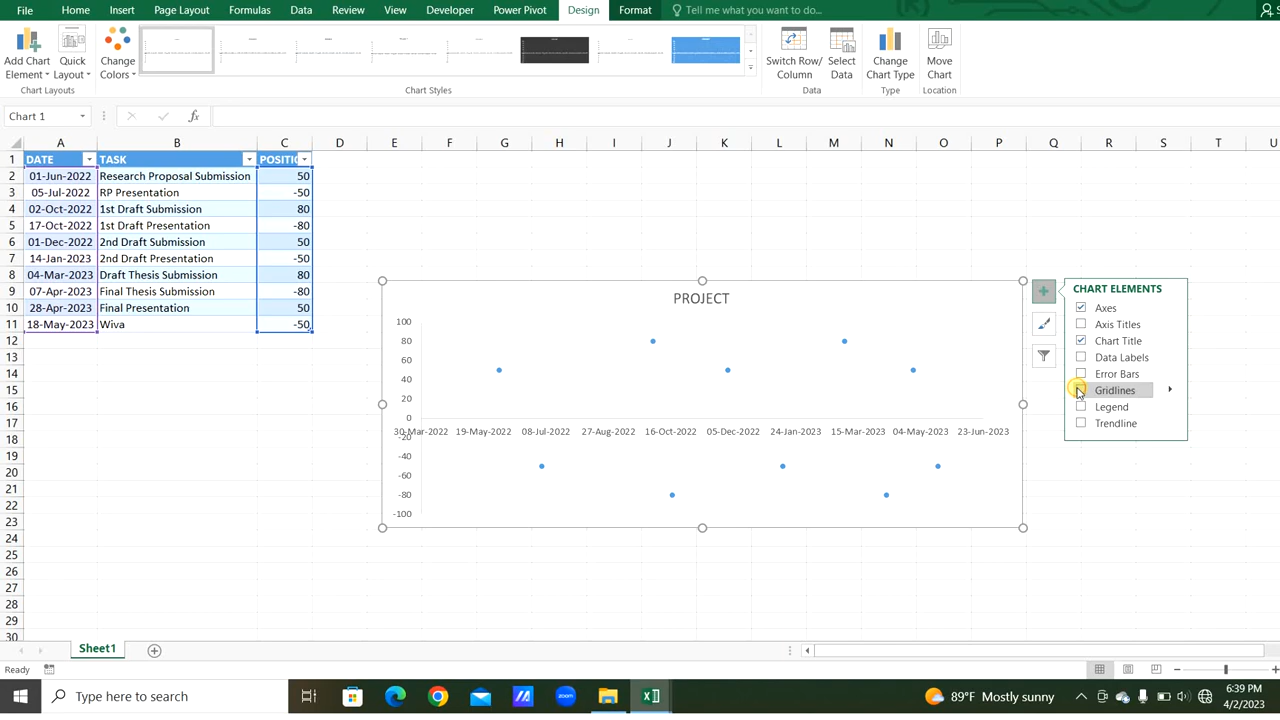 File Home Insert Page Layout Formulas Data Review View Developer Power Pivot Design Format Tell me what you want to do...
Add Chart Element Quick Layout Change Colors Switch Row/ Column Select Data Change Chart Type Move Chart
Chart Layouts Chart Styles Data Type Location
Chart 1 fx
A B C D E F G H I J K L M N O P Q R S T U
1 DATE TASK POSITIO
2 01-Jun-2022 Research Proposal Submission 50
3 05-Jul-2022 RP Presentation -50
4 02-Oct-2022 1st Draft Submission 80
5 17-Oct-2022 1st Draft Presentation -80
6 01-Dec-2022 2nd Draft Submission 50
7 14-Jan-2023 2nd Draft Presentation -50
8 04-Mar-2023 Draft Thesis Submission 80
9 07-Apr-2023 Final Thesis Submission -80
10 28-Apr-2023 Final Presentation 50
11 18-May-2023 Wiva -50
12
13
14
15
16
17
18
19
20
21
22
23
24
25
26
27
28
29
30
PROJECT
100
80
60
40
20
0
30-Mar-2022 19-May-2022 08-Jul-2022 27-Aug-2022 16-Oct-2022 05-Dec-2022 24-Jan-2023 15-Mar-2023 04-May-2023 23-Jun-2023
-20
-40
-60
-80
-100
CHART ELEMENTS
Axes
Axis Titles
Chart Title
Data Labels
Error Bars
Gridlines
Legend
Trendline
Sheet1
Ready
Type here to search zoom 89°F Mostly sunny 6:39 PM
4/2/2023